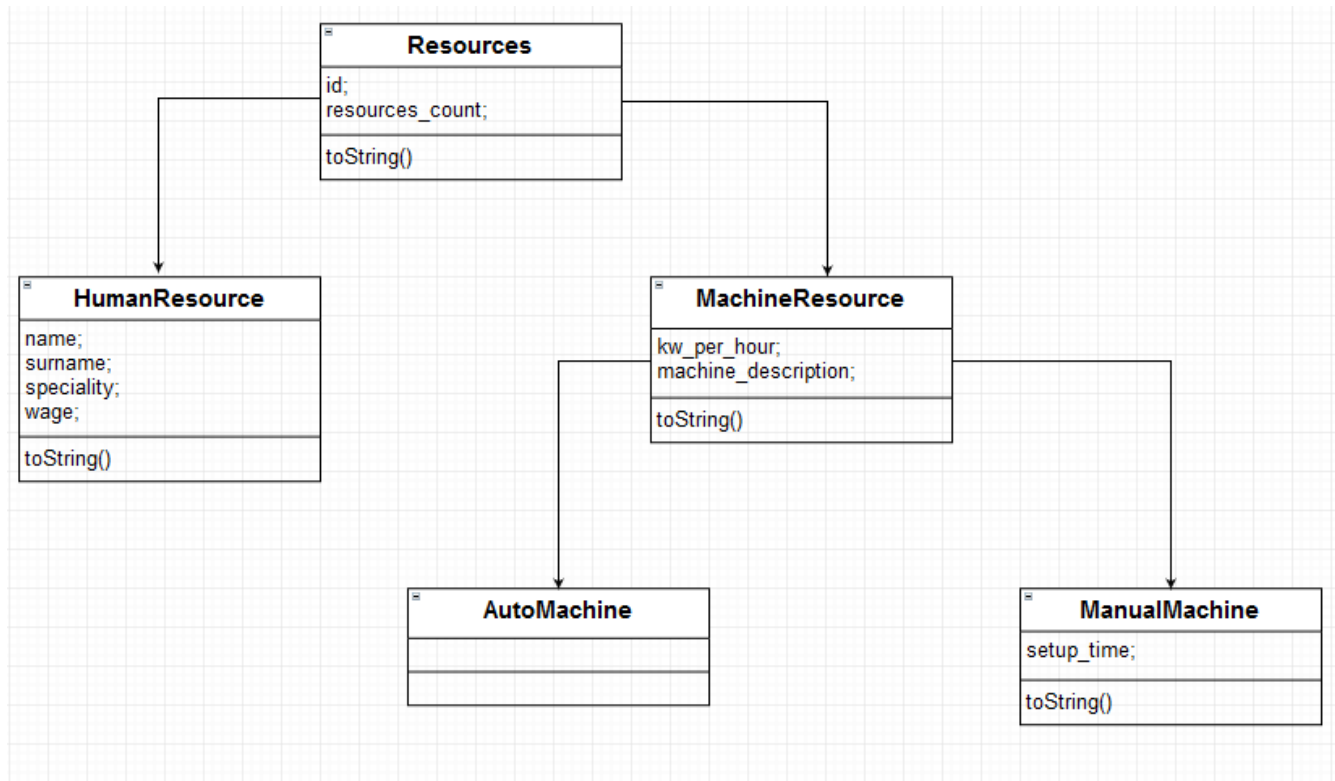 Resources
id;
resources_count;
toString()
HumanResource
name;
surname;
speciality;
wage;
toString()
MachineResource
kw_per_hour;
machine_description;
toString()
AutoMachine
ManualMachine
setup_time;
toString()